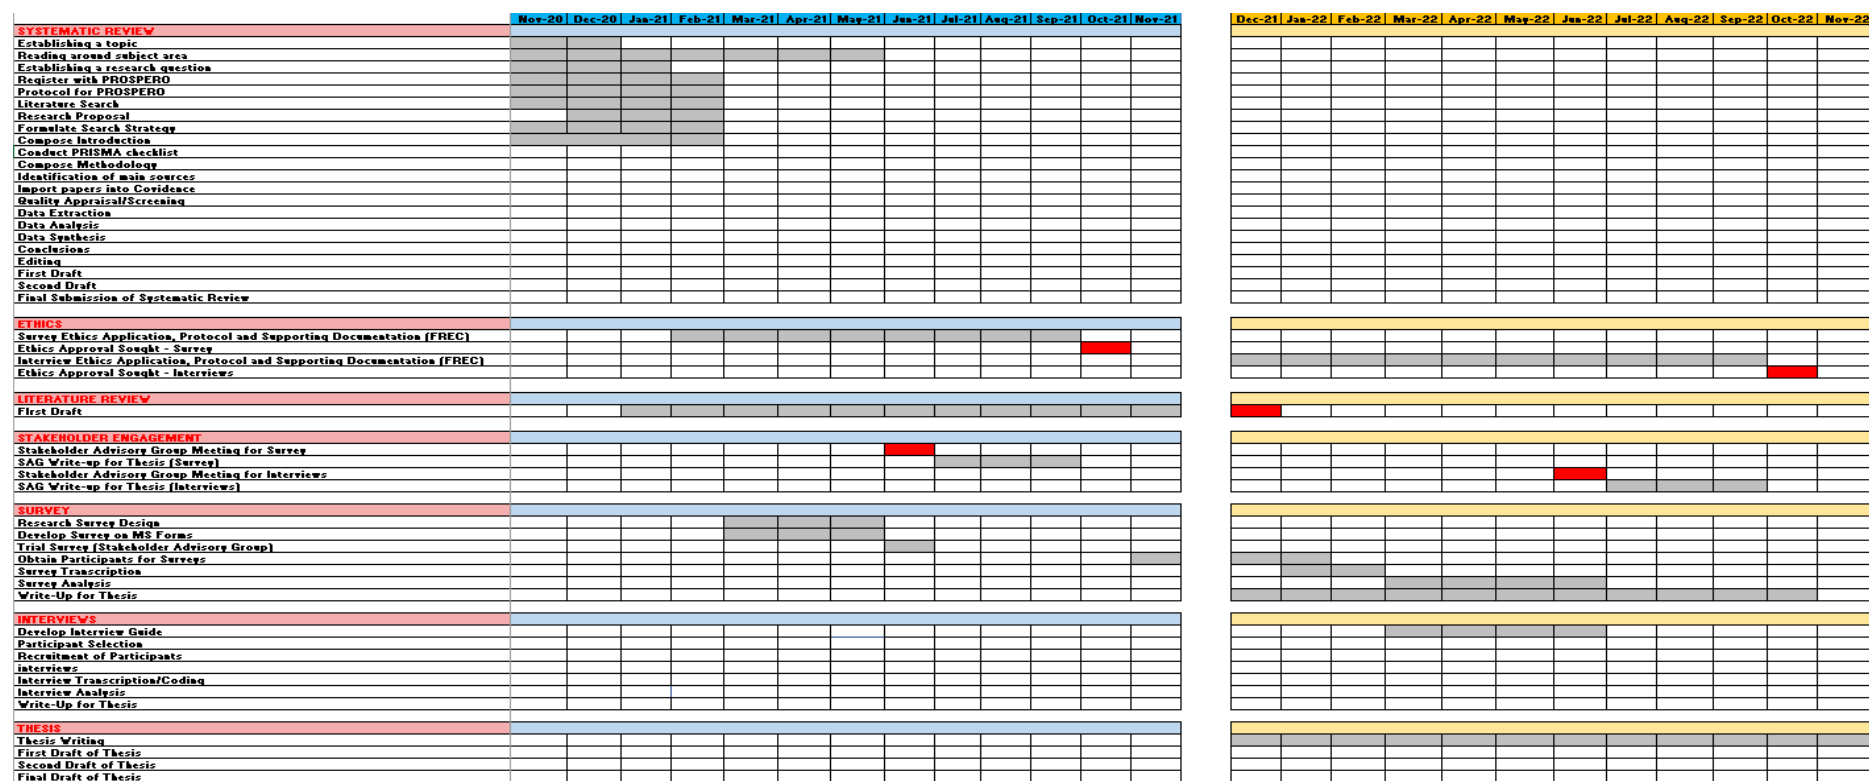 Nov-20 Dec-20 Jan-21 Feb-21 Mar-21 Apr-21 May-21 Jun-21 Jul-21 Aug-21 Sep-21 Oct-21 Nov-21 Dec-21 Jan-22 Feb-22 Mar-22 Apr-22 May-22 Jun-22 Jul-22 Aug-22 Sep-22 Oct-22 Nov-22
SYSTEMATIC REVIEW
Establishing a topic
Reading around subject area
Establishing a research question
Register with PROSPERO
Protocol for PROSPERO
Literature Search
Research Proposal
Formulate Search Strategy
Compose Introduction
Conduct PRISMA checklist
Compose Methodology
Identification of main sources
Import papers into Covidence
Quality Appraisal/Screening
Data Extraction
Data Analysis
Data Synthesis
Conclusions
Editing
First Draft
Second Draft
Final Submission of Systematic Review
ETHICS
Survey Ethics Application, Protocol and Supporting Documentation (FREC)
Ethics Approval Sought - Survey
Interview Ethics Application, Protocol and Supporting Documentation (FREC)
Ethics Approval Sought - Interviews
LITERATURE REVIEW
FIrst Draft
STAKEHOLDER ENGAGEMENT
Stakeholder Advisory Group Meeting for Survey
SAG Write-up for Thesis (Survey)
Stakeholder Advisory Group Meeting for Interviews
SAG Write-up for Thesis (Interviews)
SURVEY
Research Survey Design
Develop Survey on MS Forms
Trial Survey (Stakeholder Advisory Group)
Obtain Participants for Surveys
Survey Transcription
Survey Analysis
Write-Up for Thesis
INTERVIEWS
Develop Interview Guide
Participant Selection
Recruitment of Participants
interviews
Interview Transcription/Coding
Interview Analysis
Write-Up for Thesis
THESIS
Thesis Writing
First Draft of Thesis
Second Draft of Thesis
Final Draft of Thesis